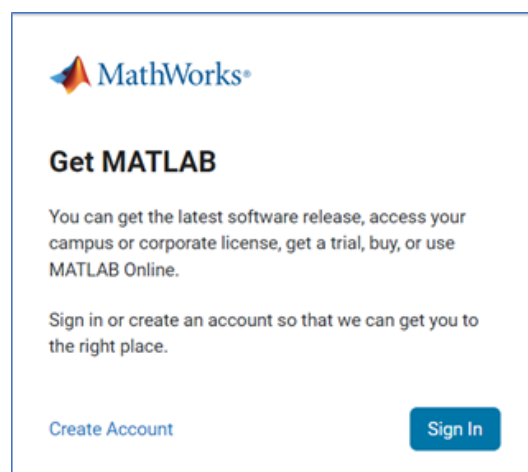 MathWorks®
Get MATLAB
You can get the latest software release, access your
campus or corporate license, get a trial, buy, or use
MATLAB Online.
Sign in or create an account so that we can get you to
the right place.
Create Account
Sign In